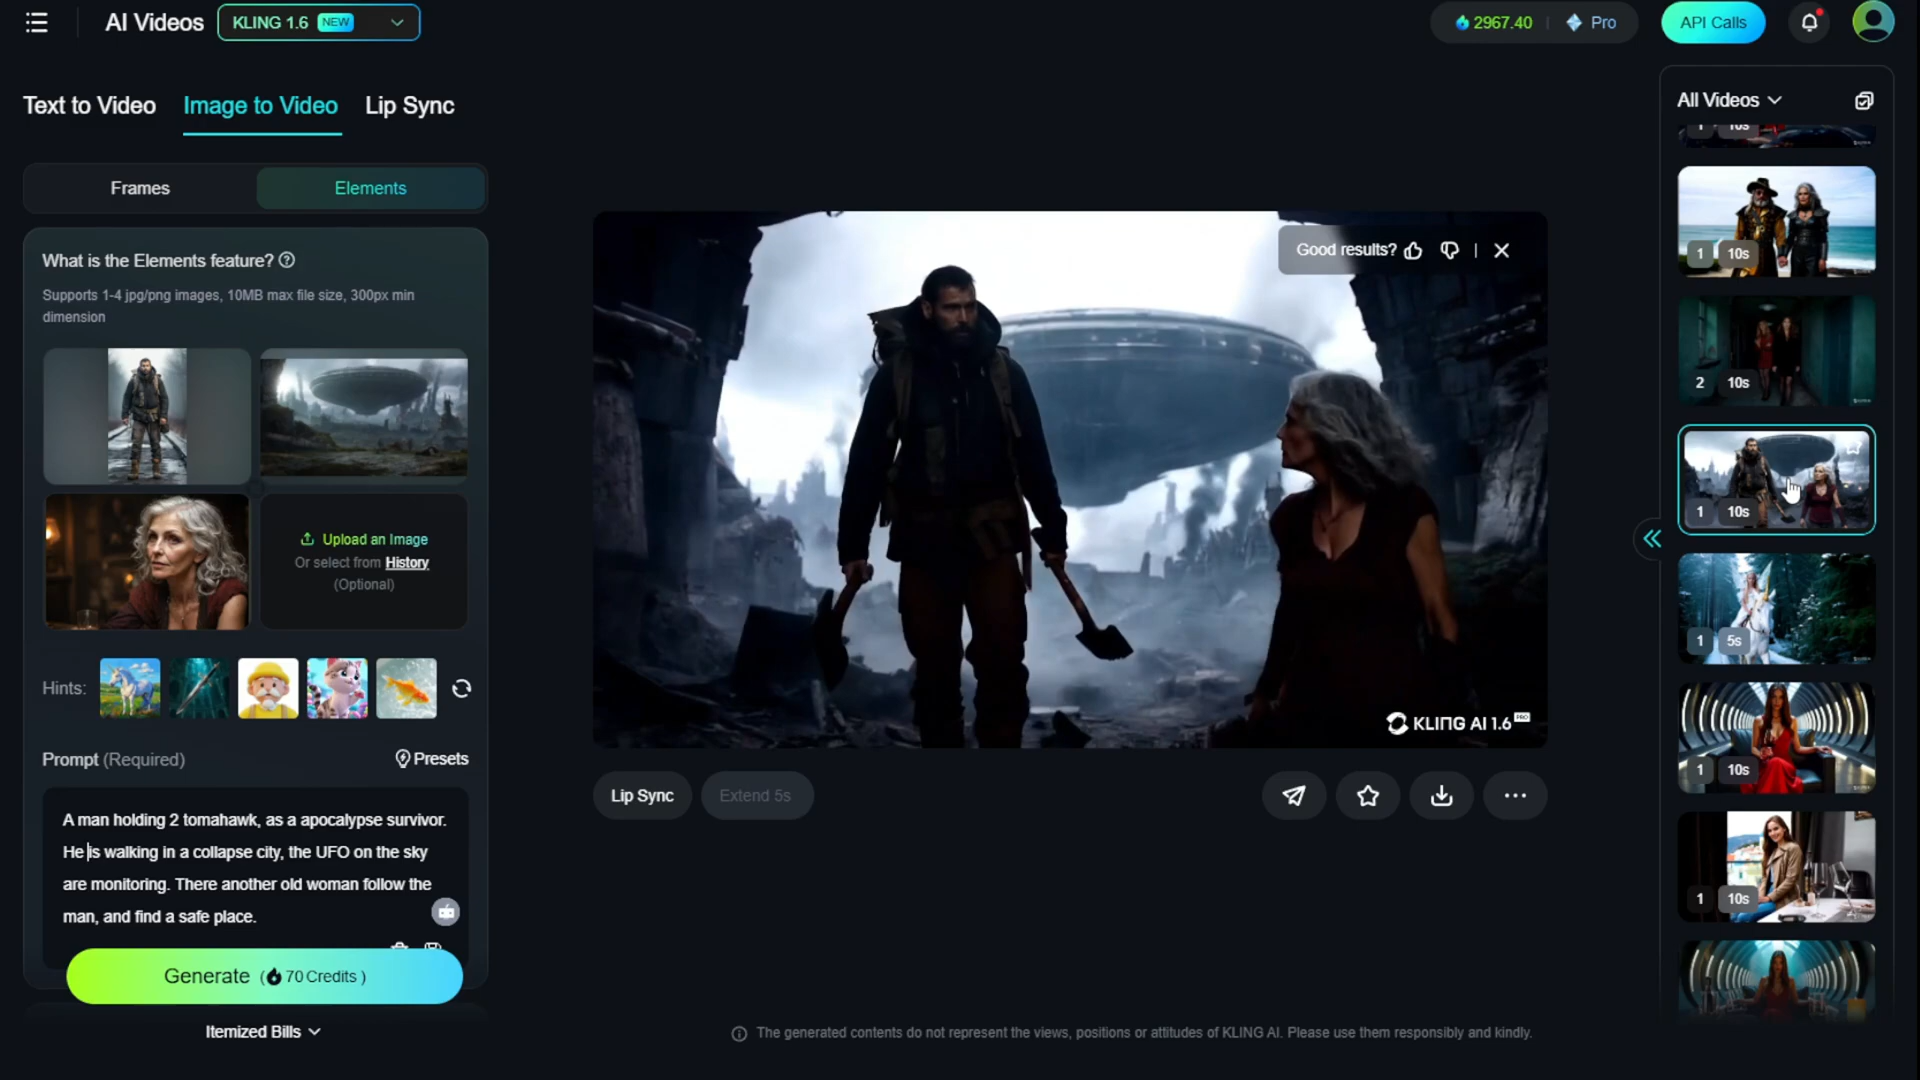 AI Videos
KLING 1.6 NEW
2967.40
Pro
API Calls
Text to Video
Image to Video
Lip Sync
All Videos
1 10s
Frames
Elements
What is the Elements feature?
Supports 1-4 jpg/png images, 10MB max file size, 300px min
dimension
Good results?
1 10s
2 10s
1 10s
Upload an Image
Or select from History
(Optional)
1 5s
Hints:
KLING AI 1.6 PRO
Prompt (Required)
Presets
1 10s
Lip Sync
Extend 5s
A man holding 2 tomahawk, as a apocalypse survivor.
He is walking in a collapse city, the UFO on the sky
are monitoring. There another old woman follow the
man, and find a safe place.
1 10s
Generate ( 70 Credits )
Itemized Bills
The generated contents do not represent the views, positions or attitudes of KLING AI. Please use them responsibly and kindly.